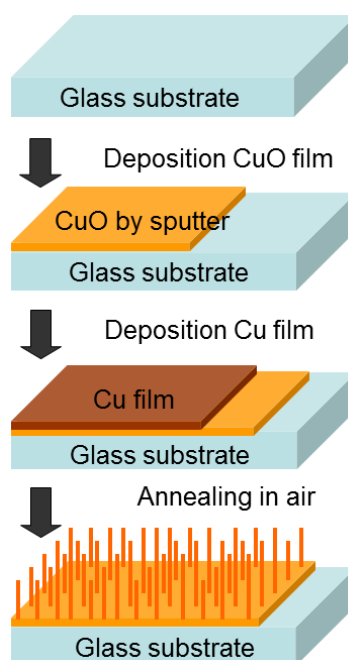 Glass substrate
Deposition CuO film
CuO by sputter
Glass substrate
Deposition Cu film
Cu film
Glass substrate
Annealing in air
Glass substrate